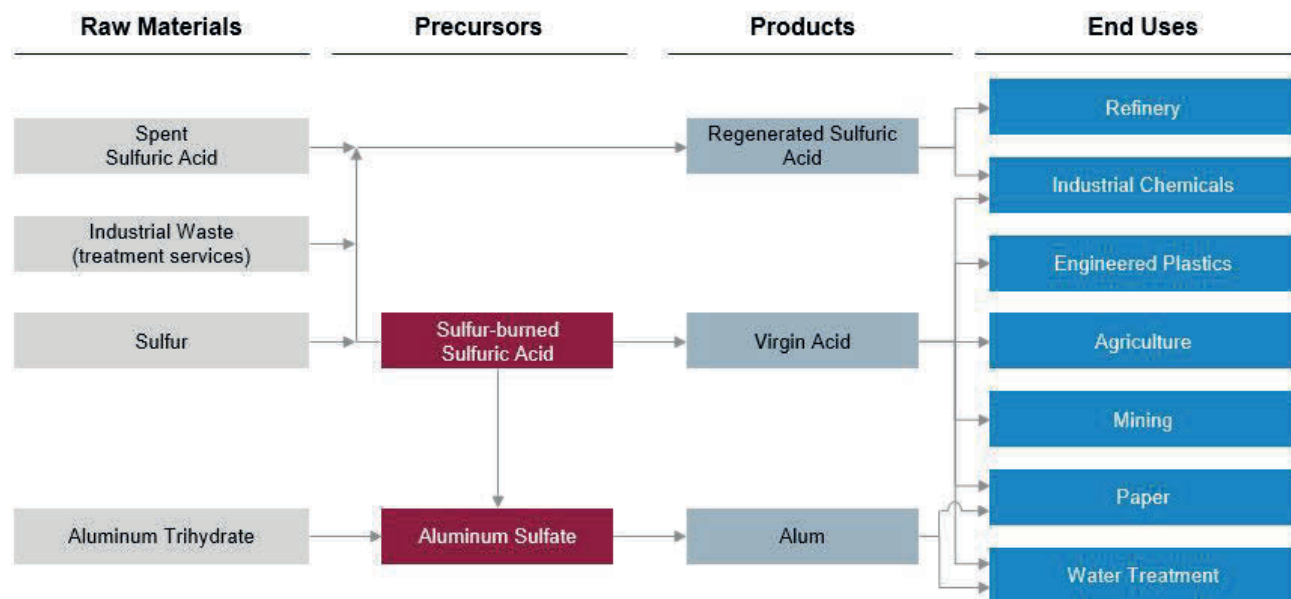 Raw Materials
Precursors
Products
End Uses
Spent
Sulfuric Acid
Regenerated Sulfuric
Acid
Refinery
Industrial Chemicals
Industrial Waste
(treatment services)
Engineered Plastics
Sulfur
Sulfur-burned
Sulfuric Acid
Virgin Acid
Agriculture
Mining
Paper
Aluminum Trihydrate
Aluminum Sulfate
Alum
Water Treatment